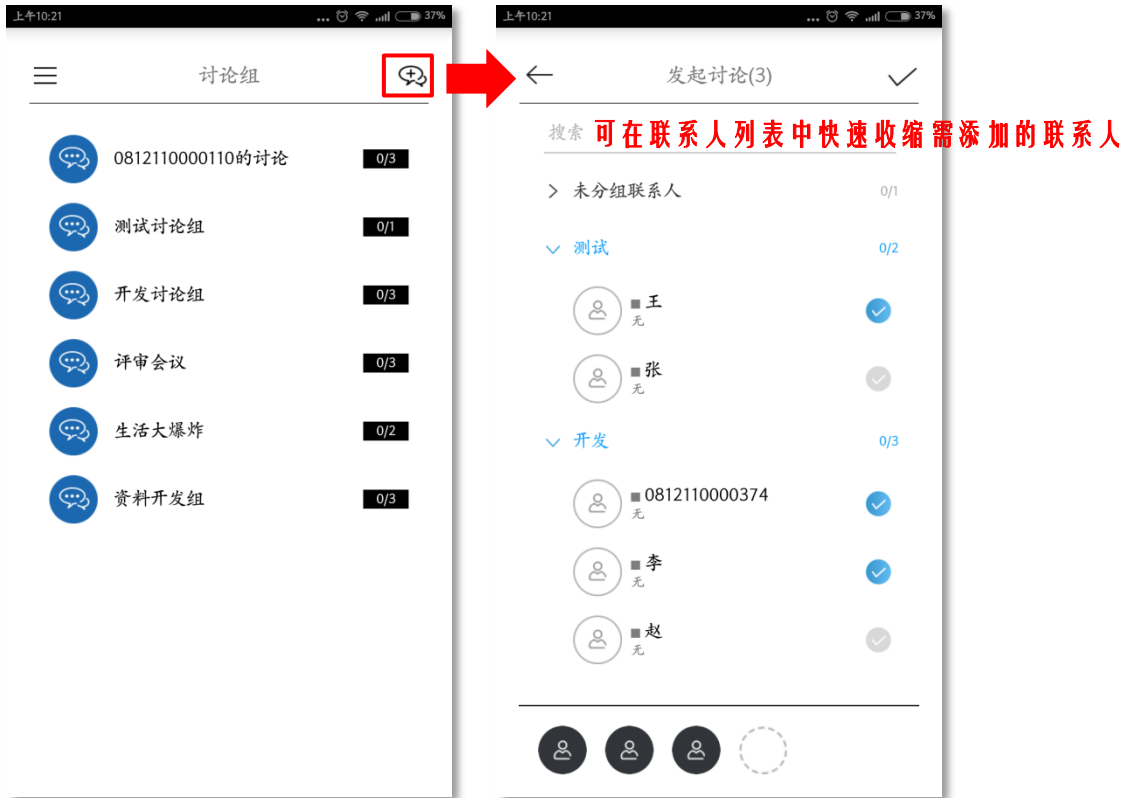 上午10:21
... 37%
讨论组
0812110000110的讨论 0/3
测试讨论组 0/1
开发讨论组 0/3
评审会议 0/3
生活大爆炸 0/2
资料开发组 0/3
上午10:21
... 37%
发起讨论(3)
搜索 可在联系人列表中快速收缩需添加的联系人
未分组联系人 0/1
测试 0/2
王
无
张
无
开发 0/3
0812110000374
无
李
无
赵
无